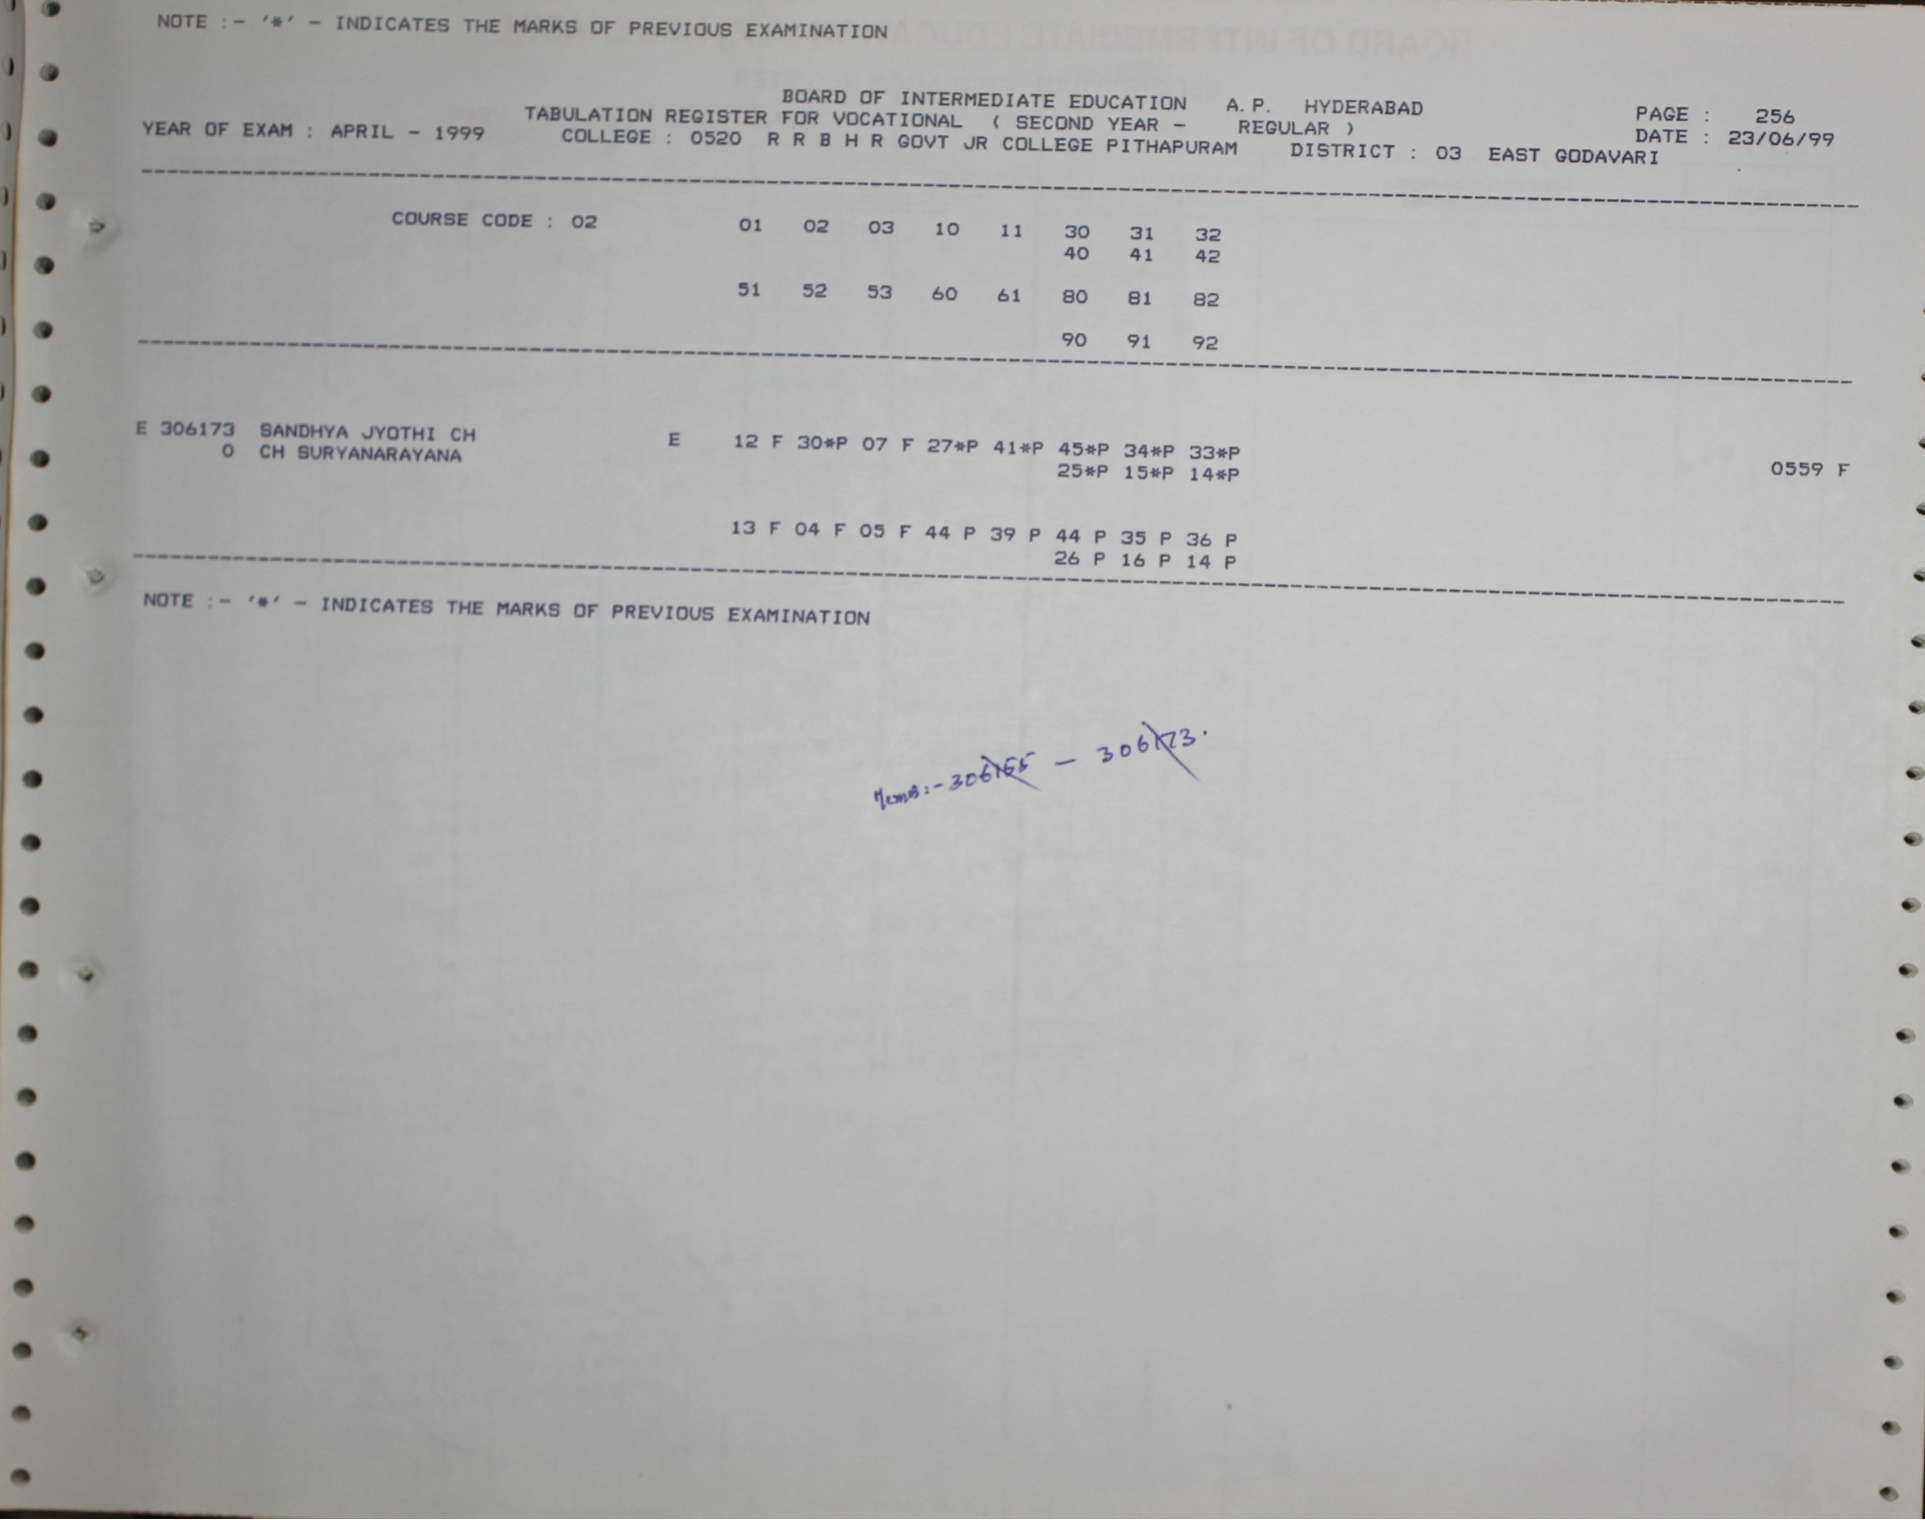 NOTE :- '*' - INDICATES THE MARKS OF PREVIOUS EXAMINATION
BOARD OF INTERMEDIATE EDUCATION A.P. HYDERABAD PAGE : 256
TABULATION REGISTER FOR VOCATIONAL ( SECOND YEAR - REGULAR ) DATE : 23/06/99
YEAR OF EXAM : APRIL - 1999 COLLEGE : 0520 R R B H R GOVT JR COLLEGE PITHAPURAM DISTRICT : 03 EAST GODAVARI
COURSE CODE : 02 01 02 03 10 11 30 31 32
40 41 42
51 52 53 60 61 80 81 82
90 91 92
E 306173 SANDHYA JYOTHI CH E 12 F 30*P 07 F 27*P 41*P 45*P 34*P 33*P
0 CH SURYANARAYANA 25*P 15*P 14*P 0559 F
13 F 04 F 05 F 44 P 39 P 44 P 35 P 36 P
26 P 16 P 14 P
NOTE :- '*' - INDICATES THE MARKS OF PREVIOUS EXAMINATION
306155 - 306173.